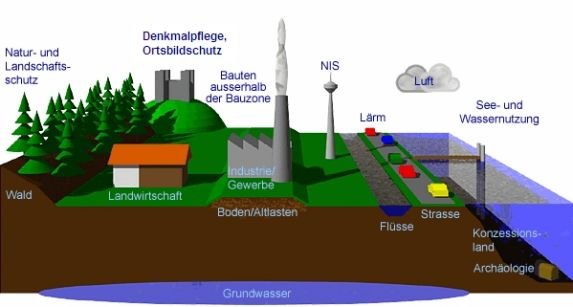 Natur- und
Landschafts-
schutz
Denkmalpflege,
Ortsbildschutz
Bauten
ausserhalb
der Bauzone
NIS
Luft
Lärm
See- und
Wassernutzung
Wald
Landwirtschaft
Industrie/
Gewerbe
Boden/Altlasten
Flüsse
Strasse
Konzessions-
land
Archäologie
Grundwasser